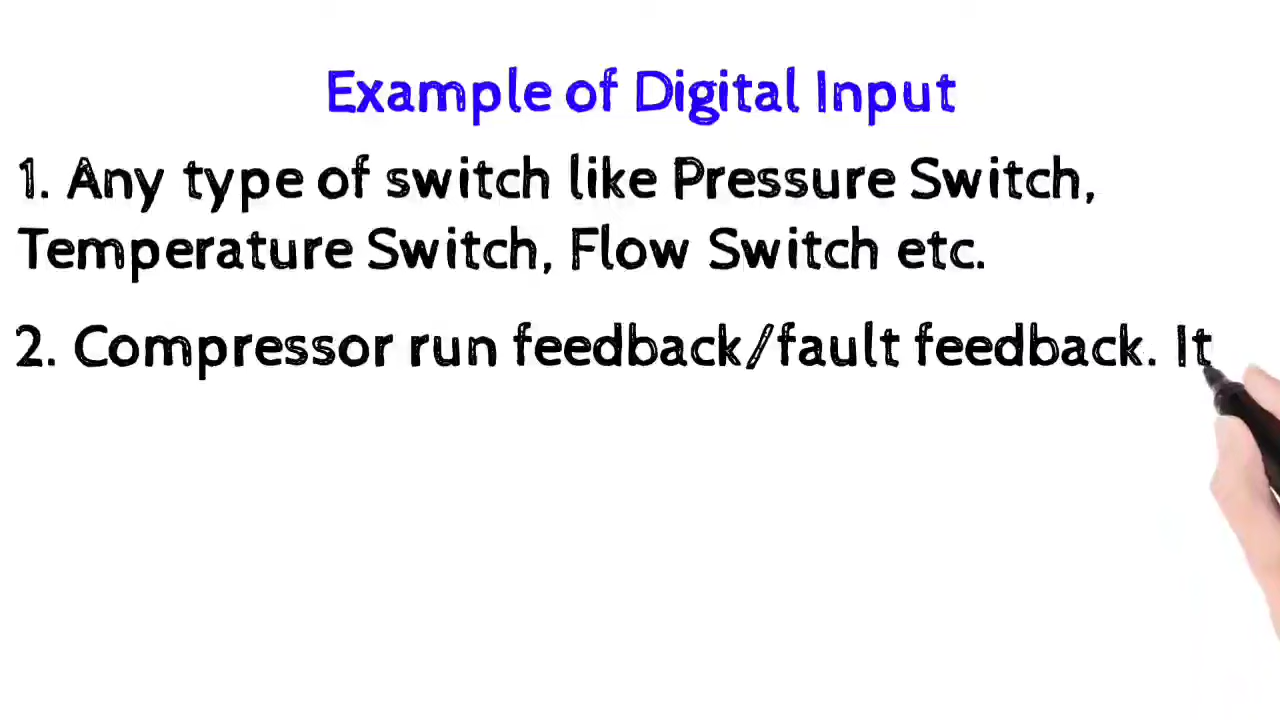 Example of Digital Input
1. Any type of switch like Pressure Switch,
Temperature Switch, Flow Switch etc.
2. Compressor run feedback/fault feedback. It